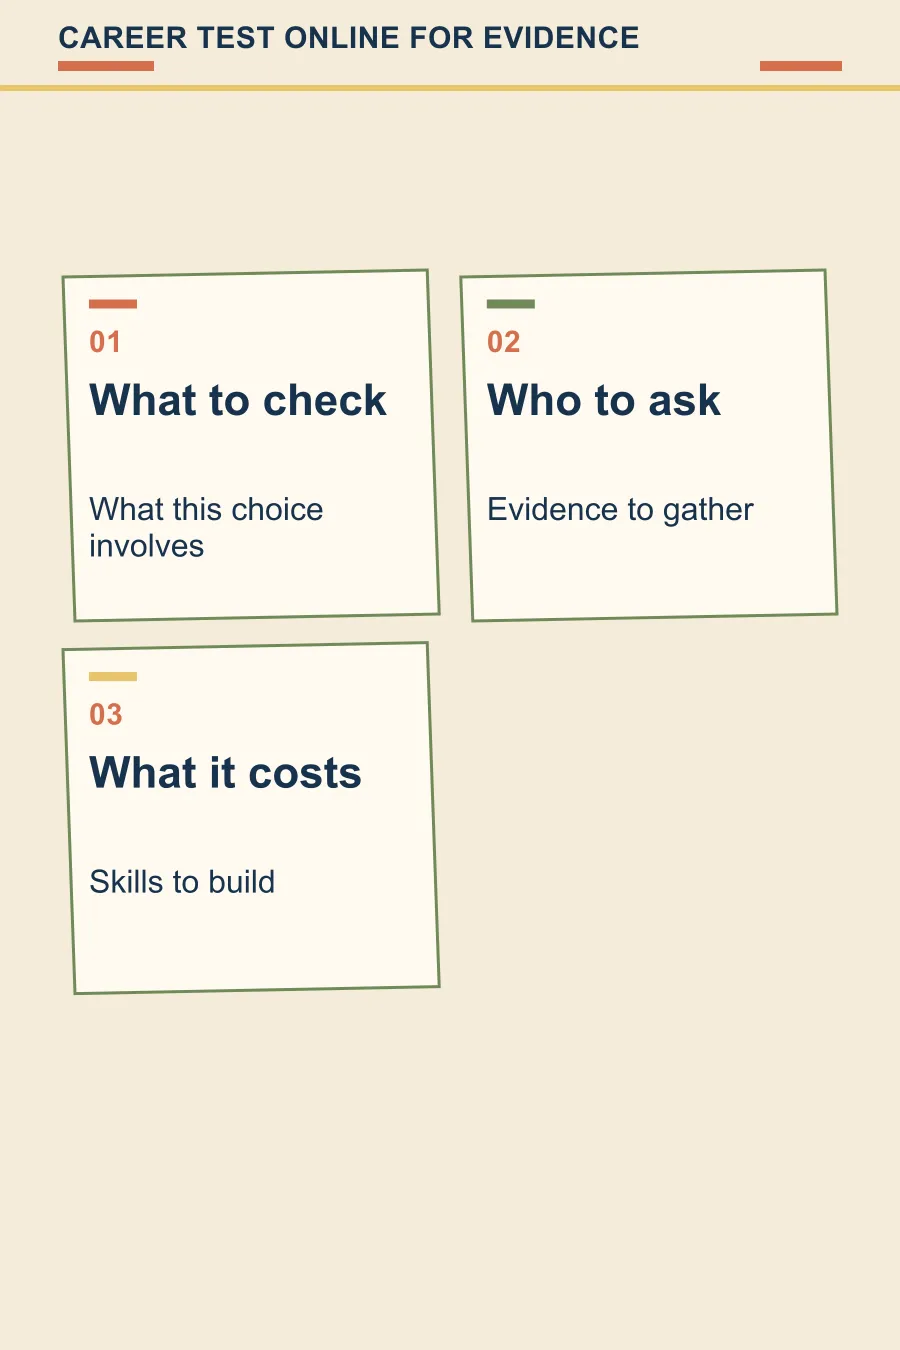 CAREER TEST ONLINE FOR EVIDENCE
01
What to check
What this choice
involves
02
Who to ask
Evidence to gather
03
What it costs
Skills to build